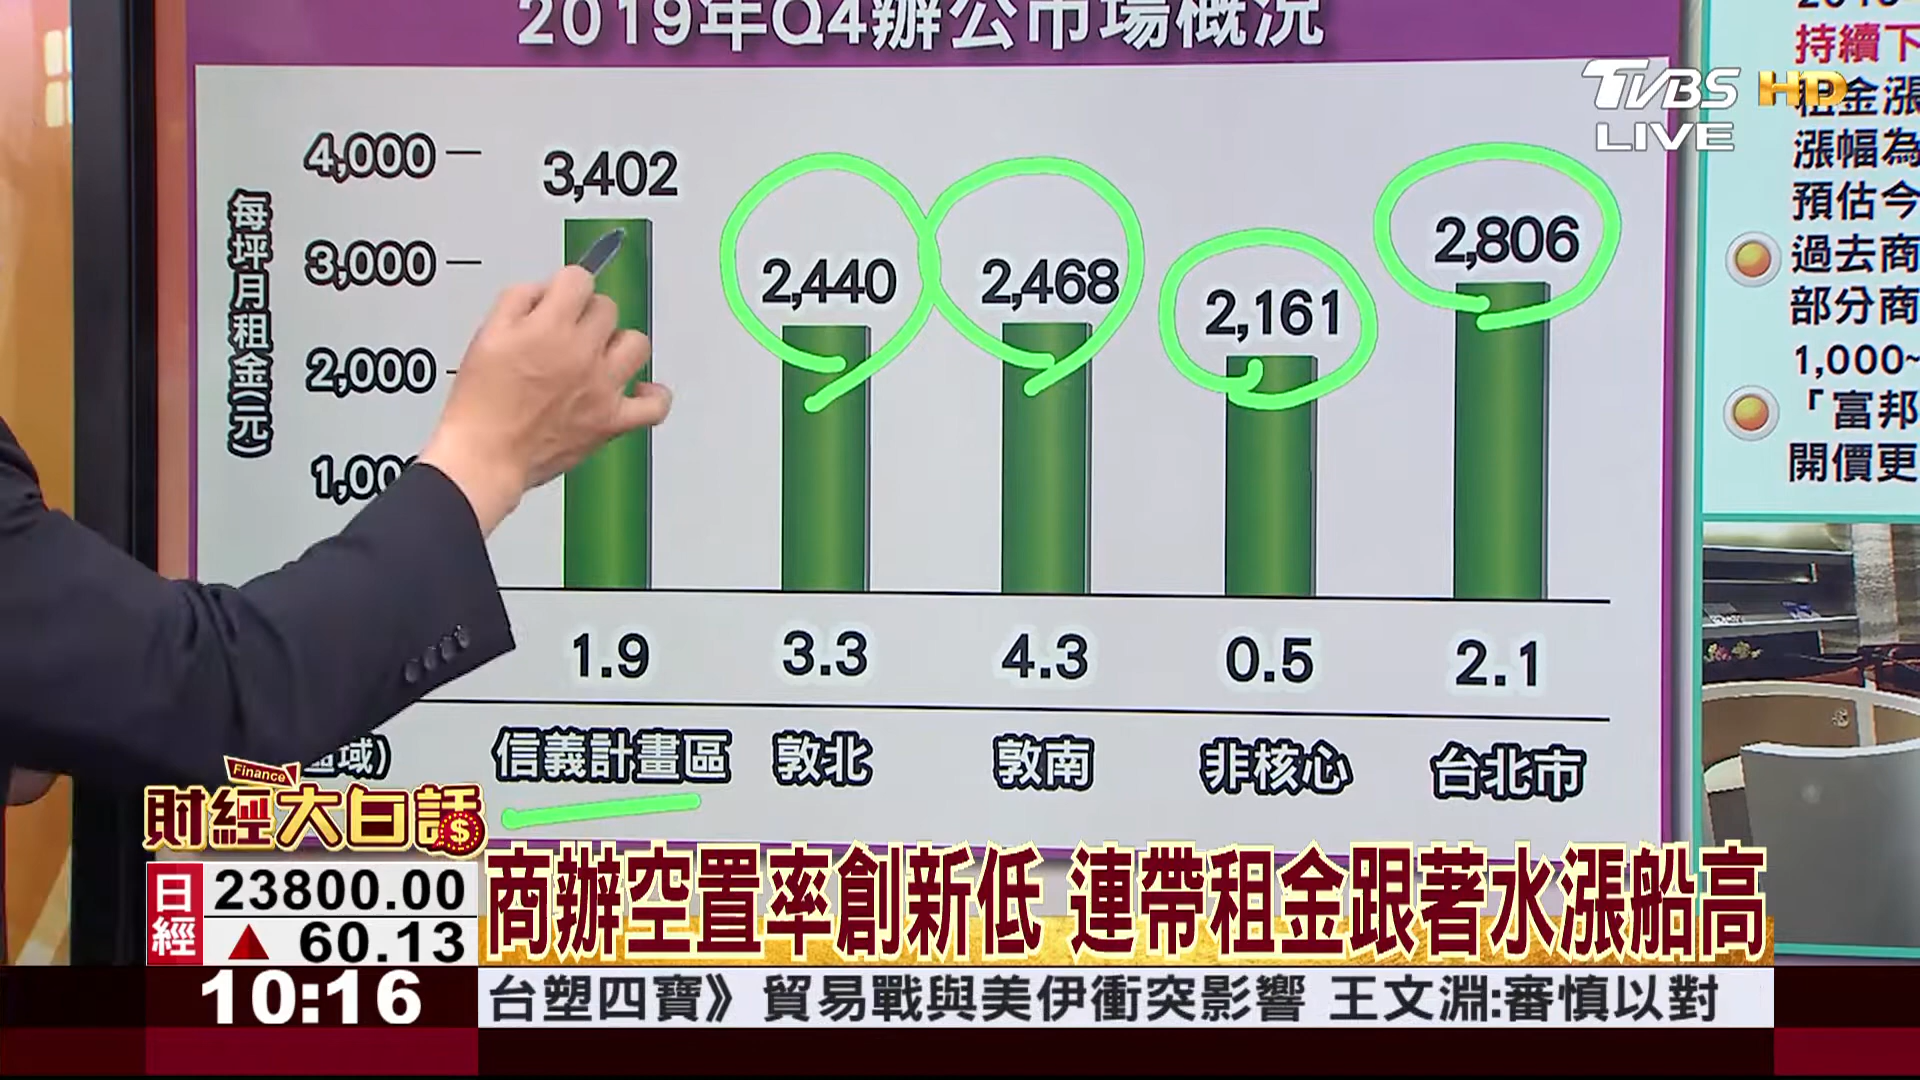 2019年Q4辦公市場概況
持續下
租金漲
漲幅為
預估今
過去商
部分商
1,000~
「富邦
開價更
TVBS HD
LIVE
每坪月租金(元)
4,000
3,000
2,000
1,00
3,402
2,440
2,468
2,161
2,806
1.9
3.3
4.3
0.5
2.1
區域)
信義計畫區
敦北
敦南
非核心
台北市
Finance
財經大白話
$
日經
23800.00
▲ 60.13
10:16
商辦空置率創新低 連帶租金跟著水漲船高
台塑四寶》貿易戰與美伊衝突影響 王文淵:審慎以對